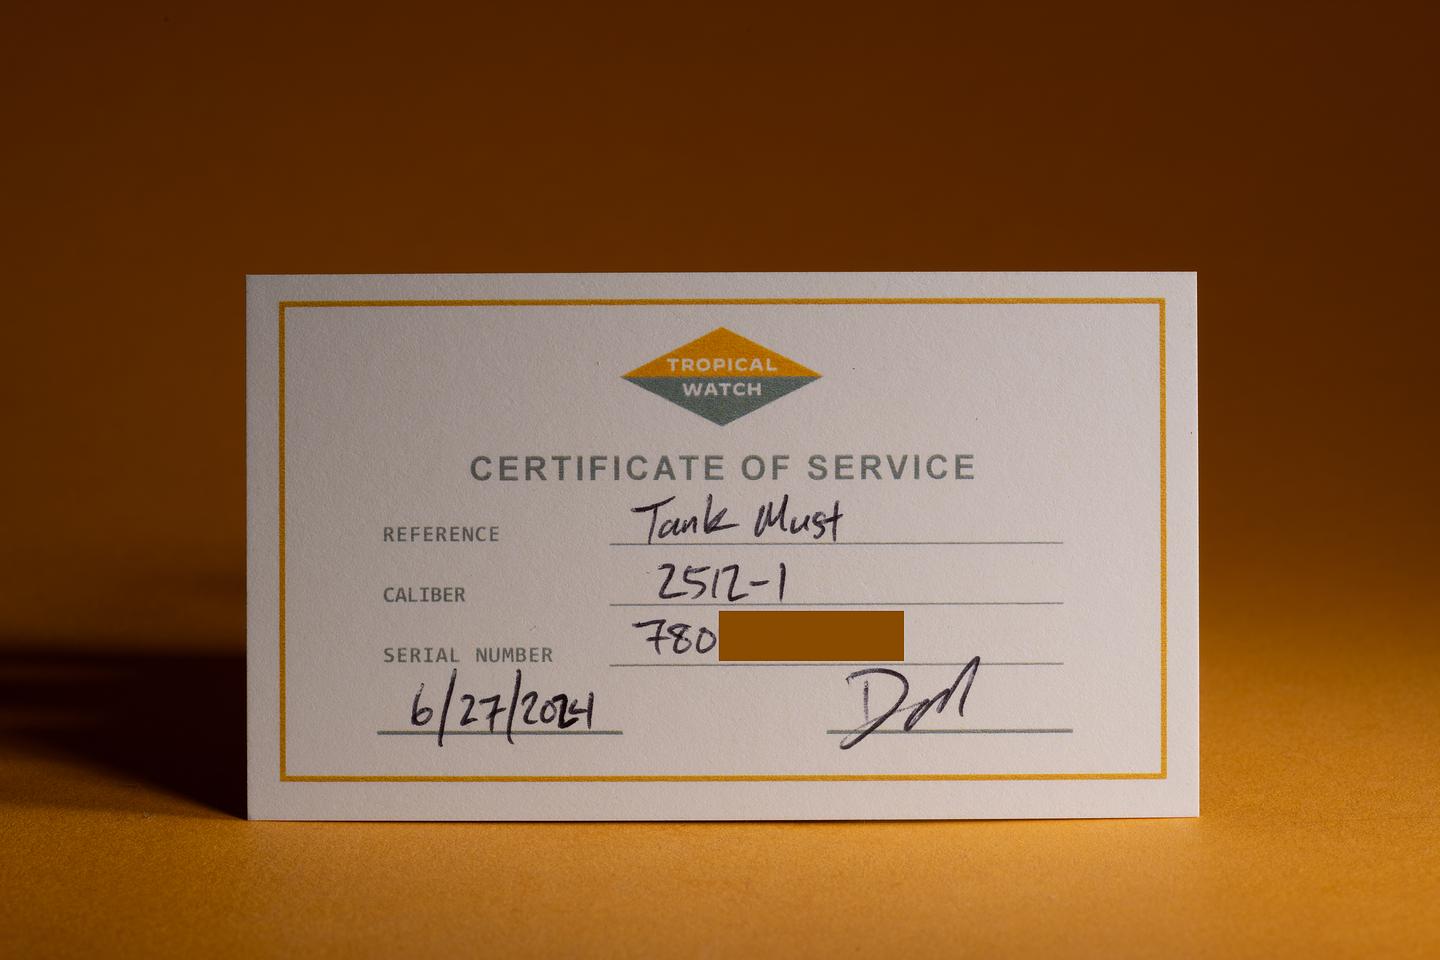 TROPICAL
WATCH
CERTIFICATE OF SERVICE
REFERENCE Tank Must
CALIBER 2512-1
SERIAL NUMBER 780
6/27/2024